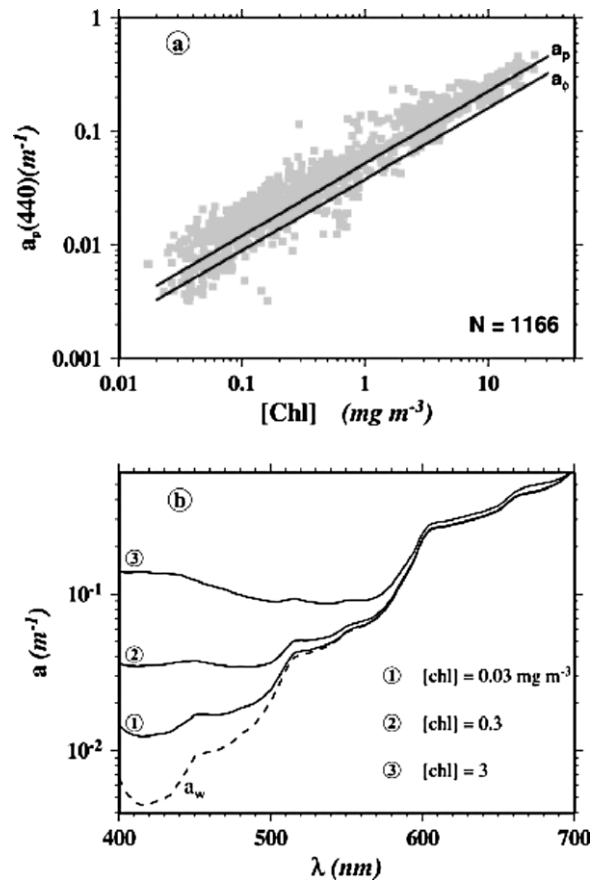 ⓐ
1
0.1
0.01
0.001
a_p(440)(m⁻¹)
a_p
a_ϕ
N = 1166
0.01 0.1 1 10
[Chl] (mg m⁻³)
ⓑ
10⁻¹
10⁻²
a (m⁻¹)
③
②
①
a_w
① [chl] = 0.03 mg m⁻³
② [chl] = 0.3
③ [chl] = 3
400 500 600 700
λ (nm)